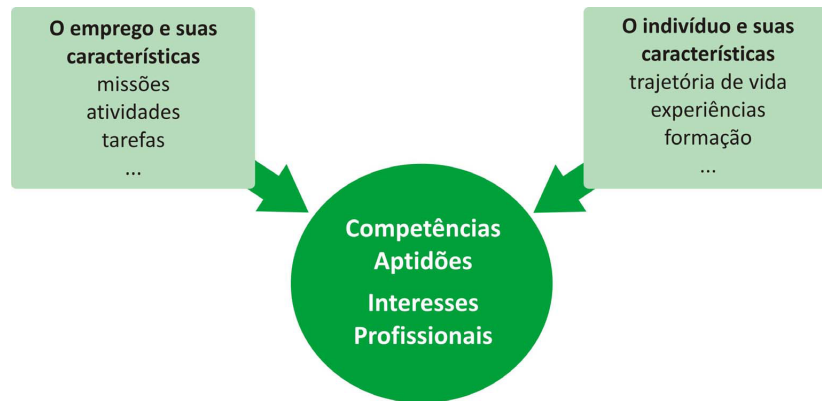 O emprego e suas
características
missões
atividades
tarefas
...
O indivíduo e suas
características
trajetória de vida
experiências
formação
...
Competências
Aptidões
Interesses
Profissionais